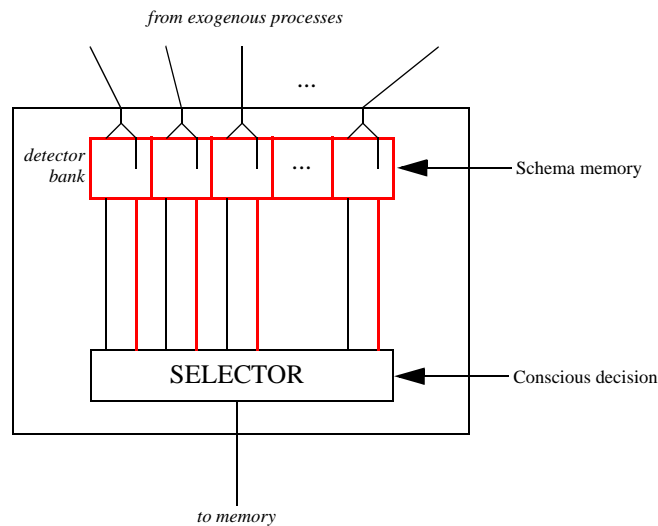 from exogenous processes
...
detector
bank
...
Schema memory
SELECTOR
Conscious decision
to memory